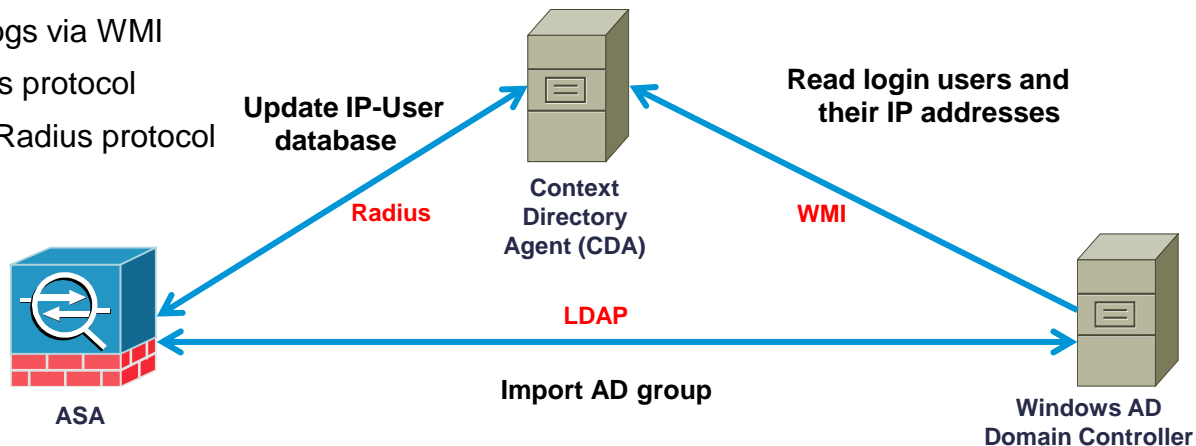 ogs via WMI
s protocol
Radius protocol
Update IP-User
database
Read login users and
their IP addresses
Context
Directory
Agent (CDA)
Radius
WMI
LDAP
Import AD group
ASA
Windows AD
Domain Controller